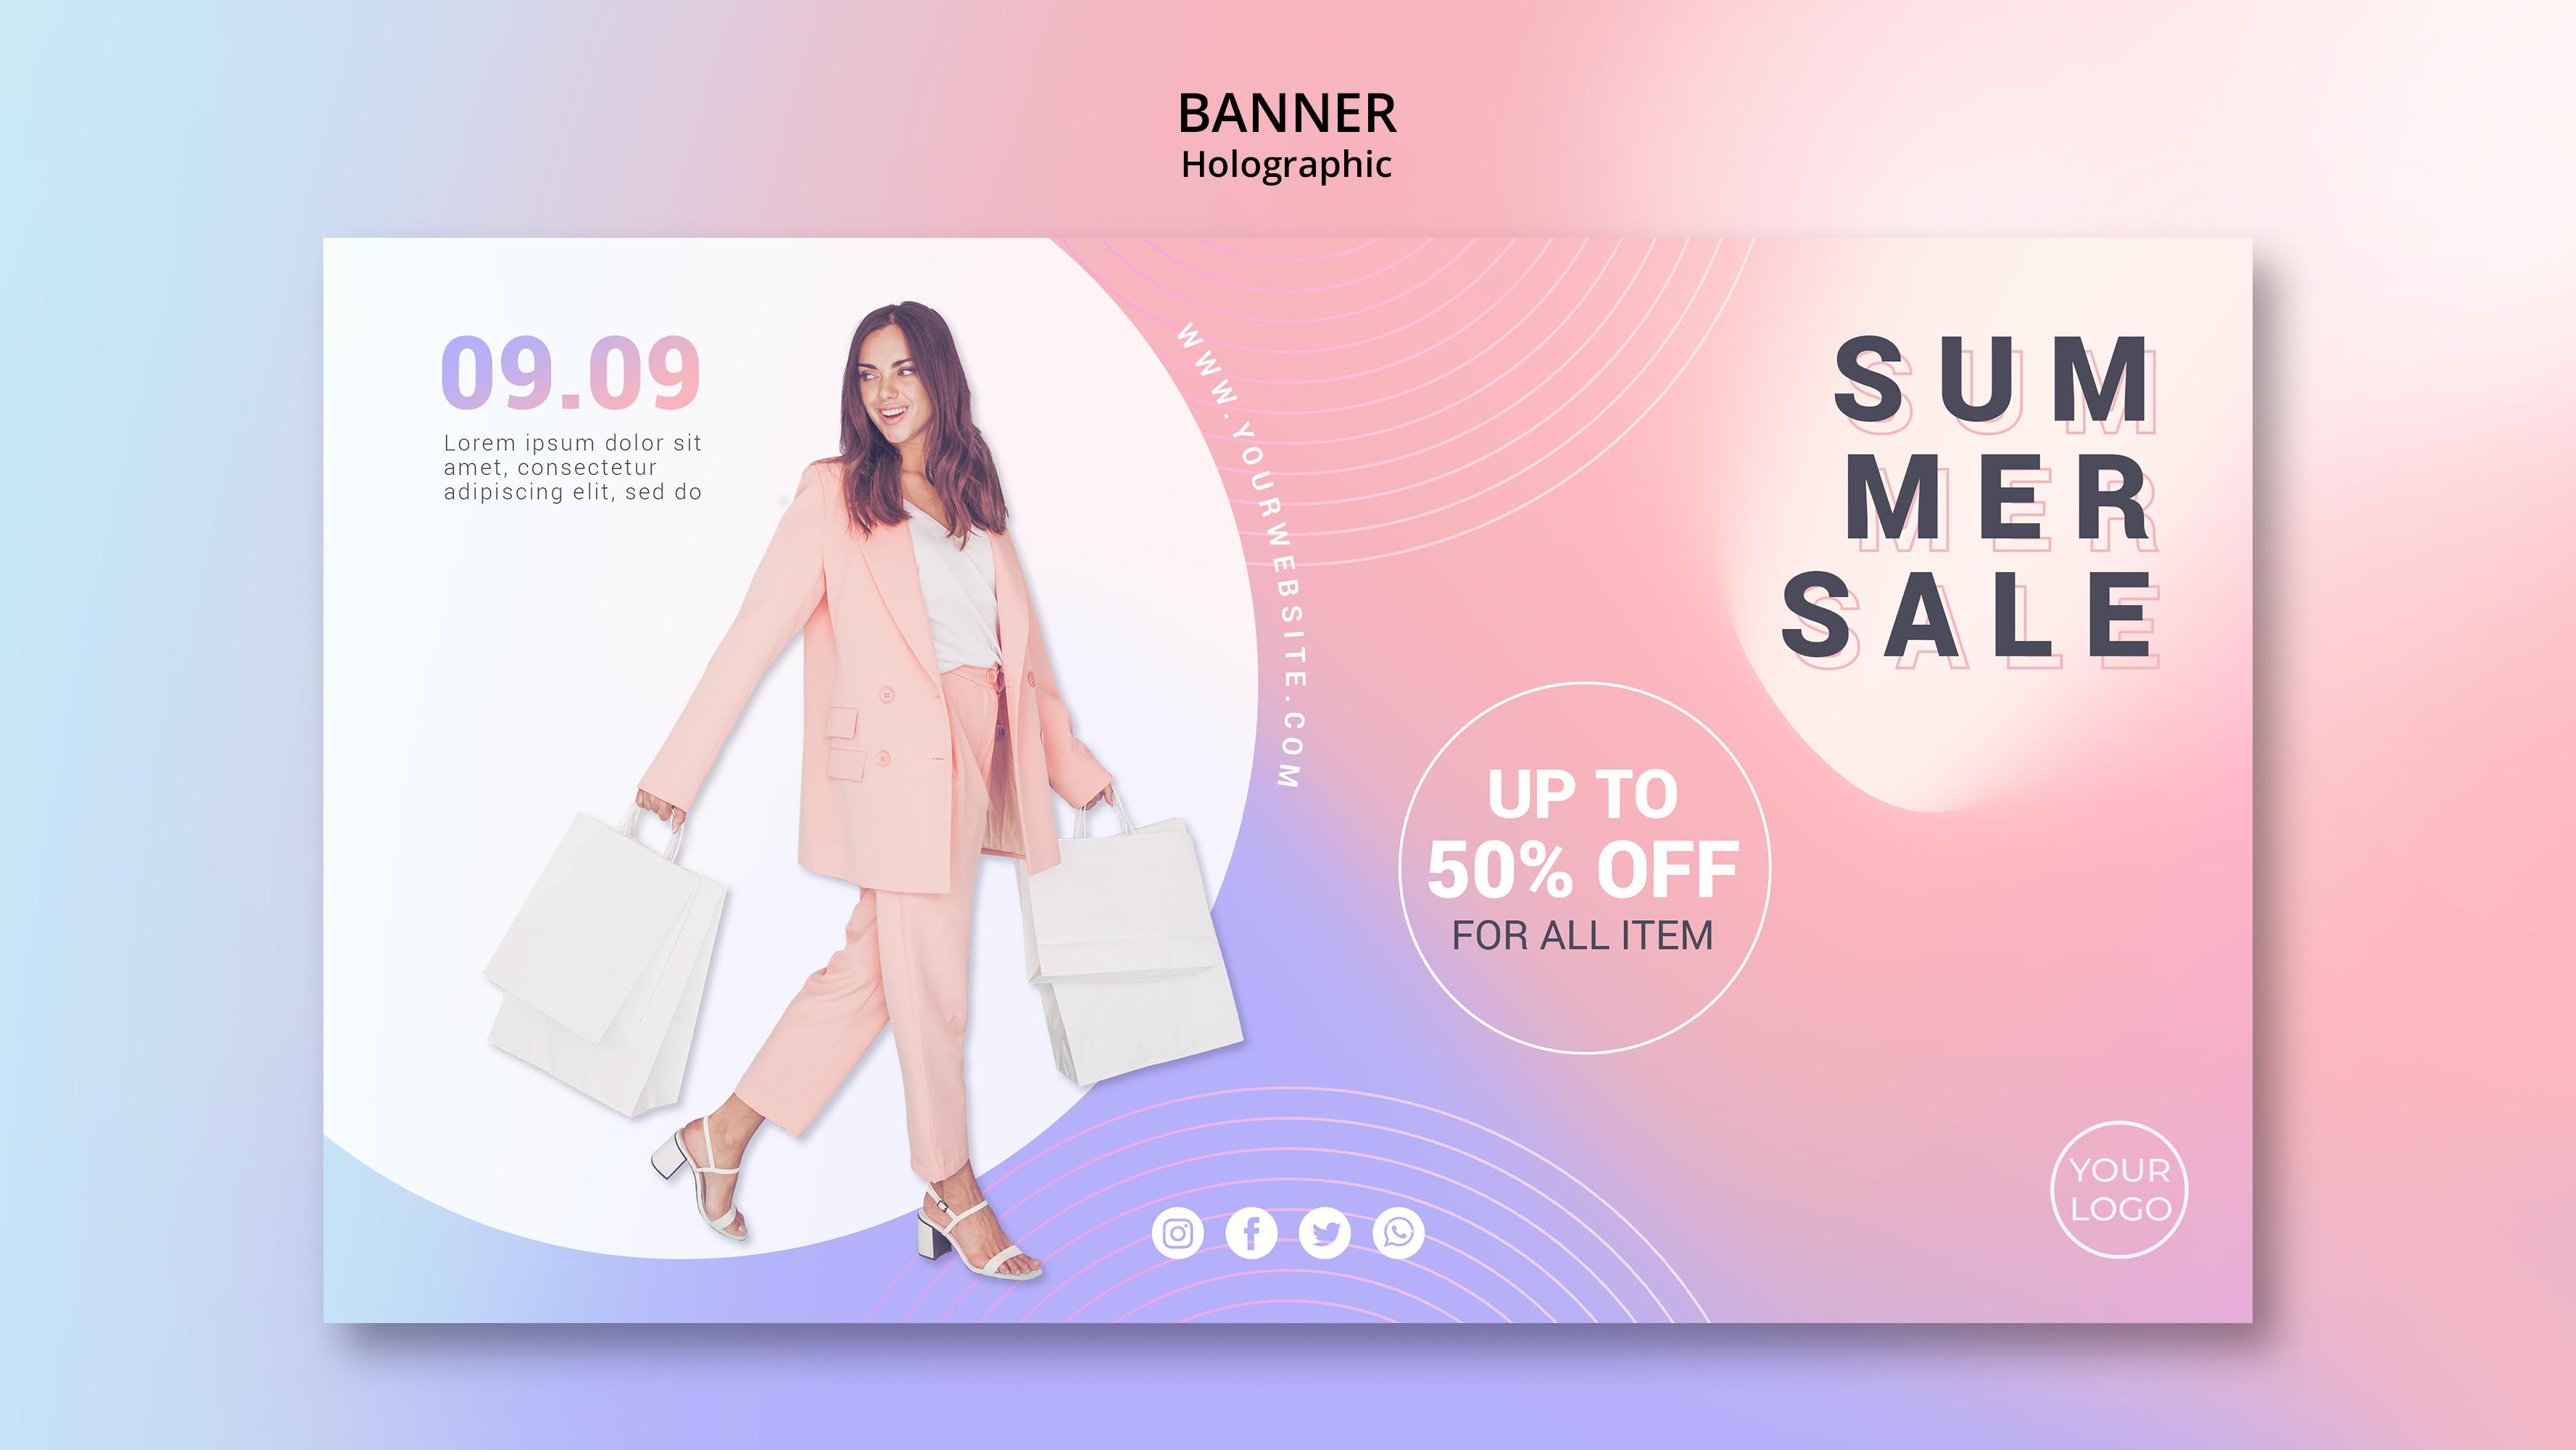 BANNER
Holographic
09.09
Lorem ipsum dolor sit
amet, consectetur
adipiscing elit, sed do
WWW.YOURWEBSITE.COM
SUM
MER
SALE
UP TO
50% OFF
FOR ALL ITEM
YOUR
LOGO